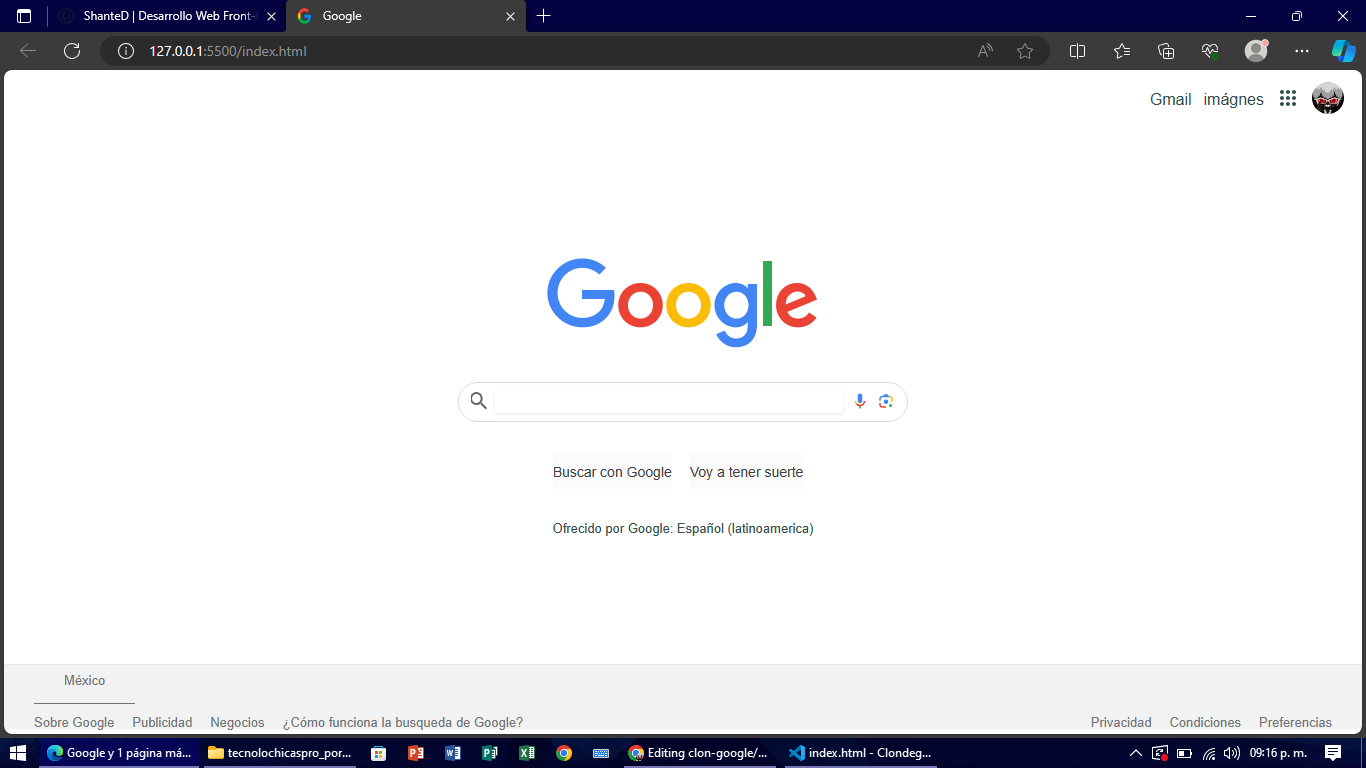 ShanteD | Desarrollo Web Front-
Google
127.0.0.1:5500/index.html
Gmail imágnes
Google
Buscar con Google Voy a tener suerte
Ofrecido por Google: Español (latinoamerica)
México
Sobre Google Publicidad Negocios ¿Cómo funciona la busqueda de Google? Privacidad Condiciones Preferencias
Google y 1 página má... tecnolochicaspro_por... Editing clon-google/... index.html - Clondeg... 09:16 p. m.